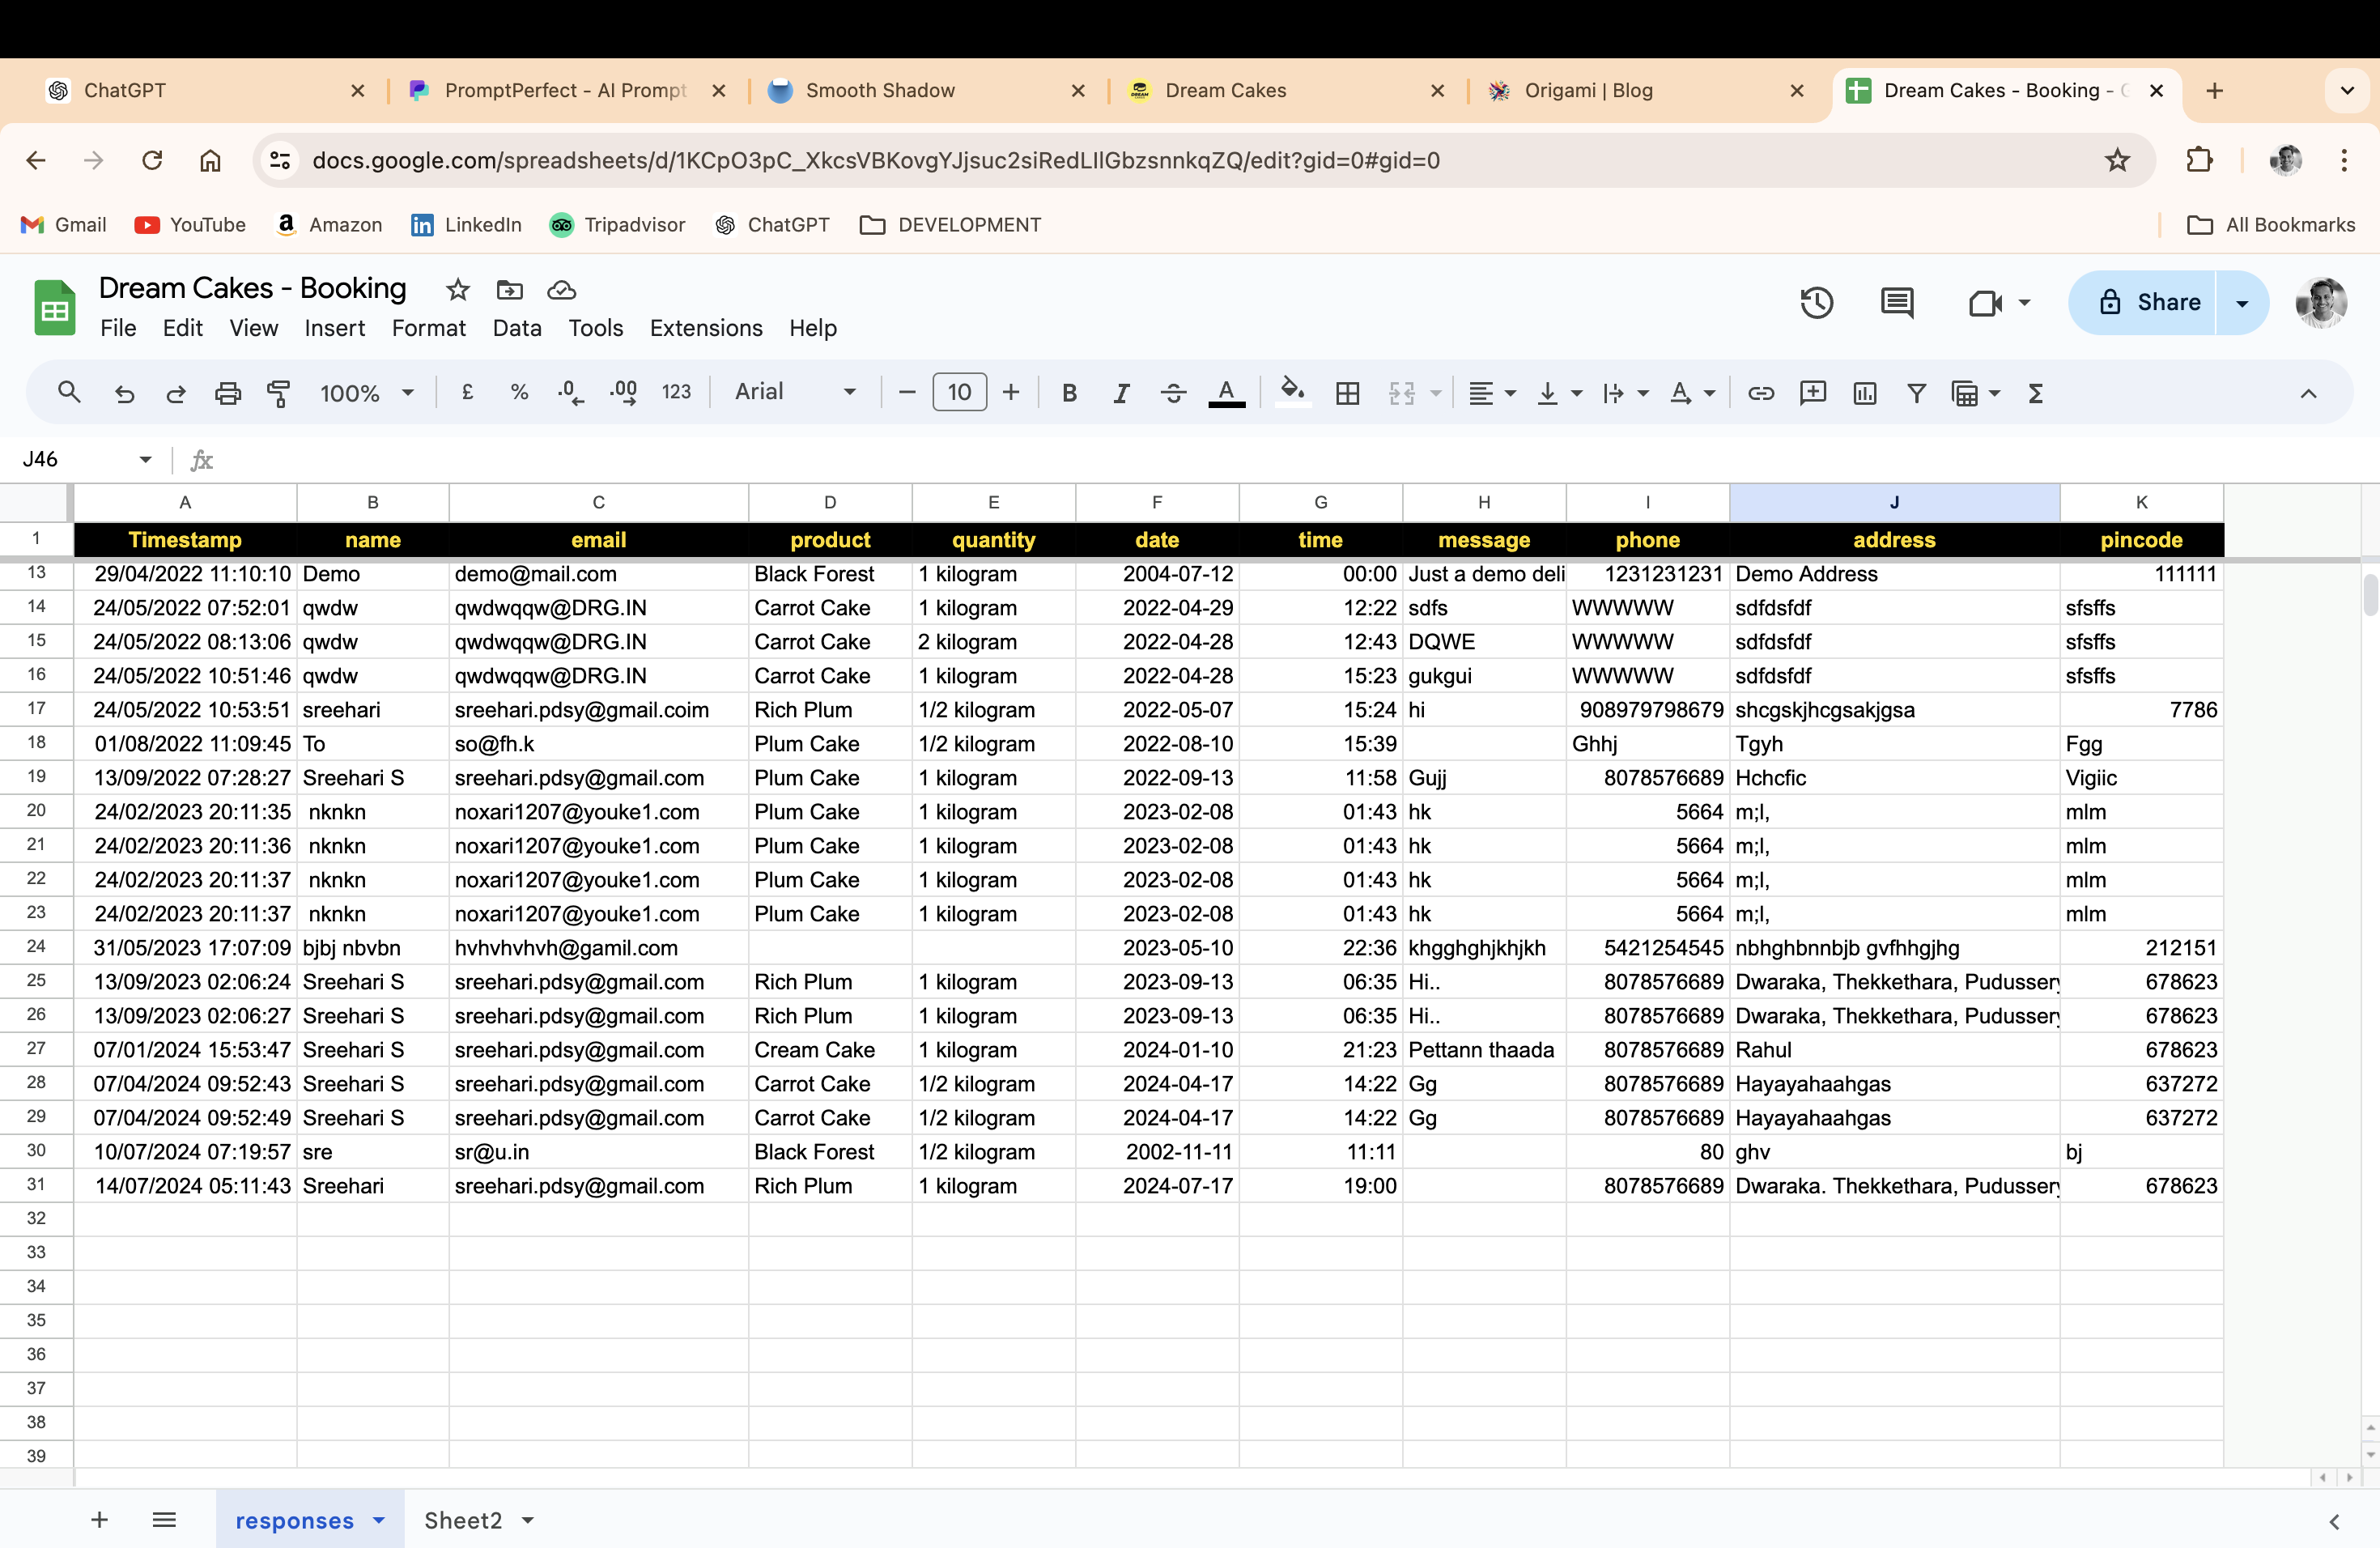 ChatGPT PromptPerfect - AI Prompt Smooth Shadow Dream Cakes Origami | Blog Dream Cakes - Booking - G
docs.google.com/spreadsheets/d/1KCpO3pC_XkcsVBKovgYJjsuc2siRedLIlGbzsnnkqZQ/edit?gid=0#gid=0
Gmail YouTube Amazon LinkedIn Tripadvisor ChatGPT DEVELOPMENT All Bookmarks
Dream Cakes - Booking
File Edit View Insert Format Data Tools Extensions Help
Share
100% £ % .0 .00 123 Arial 10 B I A
J46 fx
A B C D E F G H I J K
1 Timestamp name email product quantity date time message phone address pincode
13 29/04/2022 11:10:10 Demo demo@mail.com Black Forest 1 kilogram 2004-07-12 00:00 Just a demo deli 1231231231 Demo Address 111111
14 24/05/2022 07:52:01 qwdw qwdwqqw@DRG.IN Carrot Cake 1 kilogram 2022-04-29 12:22 sdfs WWWWW sdfdsfdf sfsffs
15 24/05/2022 08:13:06 qwdw qwdwqqw@DRG.IN Carrot Cake 2 kilogram 2022-04-28 12:43 DQWE WWWWW sdfdsfdf sfsffs
16 24/05/2022 10:51:46 qwdw qwdwqqw@DRG.IN Carrot Cake 1 kilogram 2022-04-28 15:23 gukgui WWWWW sdfdsfdf sfsffs
17 24/05/2022 10:53:51 sreehari sreehari.pdsy@gmail.coim Rich Plum 1/2 kilogram 2022-05-07 15:24 hi 908979798679 shcgskjhcgsakjgsa 7786
18 01/08/2022 11:09:45 To so@fh.k Plum Cake 1/2 kilogram 2022-08-10 15:39 Ghhj Tgyh Fgg
19 13/09/2022 07:28:27 Sreehari S sreehari.pdsy@gmail.com Plum Cake 1 kilogram 2022-09-13 11:58 Gujj 8078576689 Hchcfic Vigiic
20 24/02/2023 20:11:35 nknkn noxari1207@youke1.com Plum Cake 1 kilogram 2023-02-08 01:43 hk 5664 m;l, mlm
21 24/02/2023 20:11:36 nknkn noxari1207@youke1.com Plum Cake 1 kilogram 2023-02-08 01:43 hk 5664 m;l, mlm
22 24/02/2023 20:11:37 nknkn noxari1207@youke1.com Plum Cake 1 kilogram 2023-02-08 01:43 hk 5664 m;l, mlm
23 24/02/2023 20:11:37 nknkn noxari1207@youke1.com Plum Cake 1 kilogram 2023-02-08 01:43 hk 5664 m;l, mlm
24 31/05/2023 17:07:09 bjbj nbvbn hvhvhvhvh@gamil.com 2023-05-10 22:36 khgghghjkhjkh 5421254545 nbhghbnnbjb gvfhhgjhg 212151
25 13/09/2023 02:06:24 Sreehari S sreehari.pdsy@gmail.com Rich Plum 1 kilogram 2023-09-13 06:35 Hi.. 8078576689 Dwaraka, Thekkethara, Pudussery 678623
26 13/09/2023 02:06:27 Sreehari S sreehari.pdsy@gmail.com Rich Plum 1 kilogram 2023-09-13 06:35 Hi.. 8078576689 Dwaraka, Thekkethara, Pudussery 678623
27 07/01/2024 15:53:47 Sreehari S sreehari.pdsy@gmail.com Cream Cake 1 kilogram 2024-01-10 21:23 Pettann thaada 8078576689 Rahul 678623
28 07/04/2024 09:52:43 Sreehari S sreehari.pdsy@gmail.com Carrot Cake 1/2 kilogram 2024-04-17 14:22 Gg 8078576689 Hayayahaahgas 637272
29 07/04/2024 09:52:49 Sreehari S sreehari.pdsy@gmail.com Carrot Cake 1/2 kilogram 2024-04-17 14:22 Gg 8078576689 Hayayahaahgas 637272
30 10/07/2024 07:19:57 sre sr@u.in Black Forest 1/2 kilogram 2002-11-11 11:11 80 ghv bj
31 14/07/2024 05:11:43 Sreehari sreehari.pdsy@gmail.com Rich Plum 1 kilogram 2024-07-17 19:00 8078576689 Dwaraka. Thekkethara, Pudussery 678623
32
33
34
35
36
37
38
39
responses Sheet2